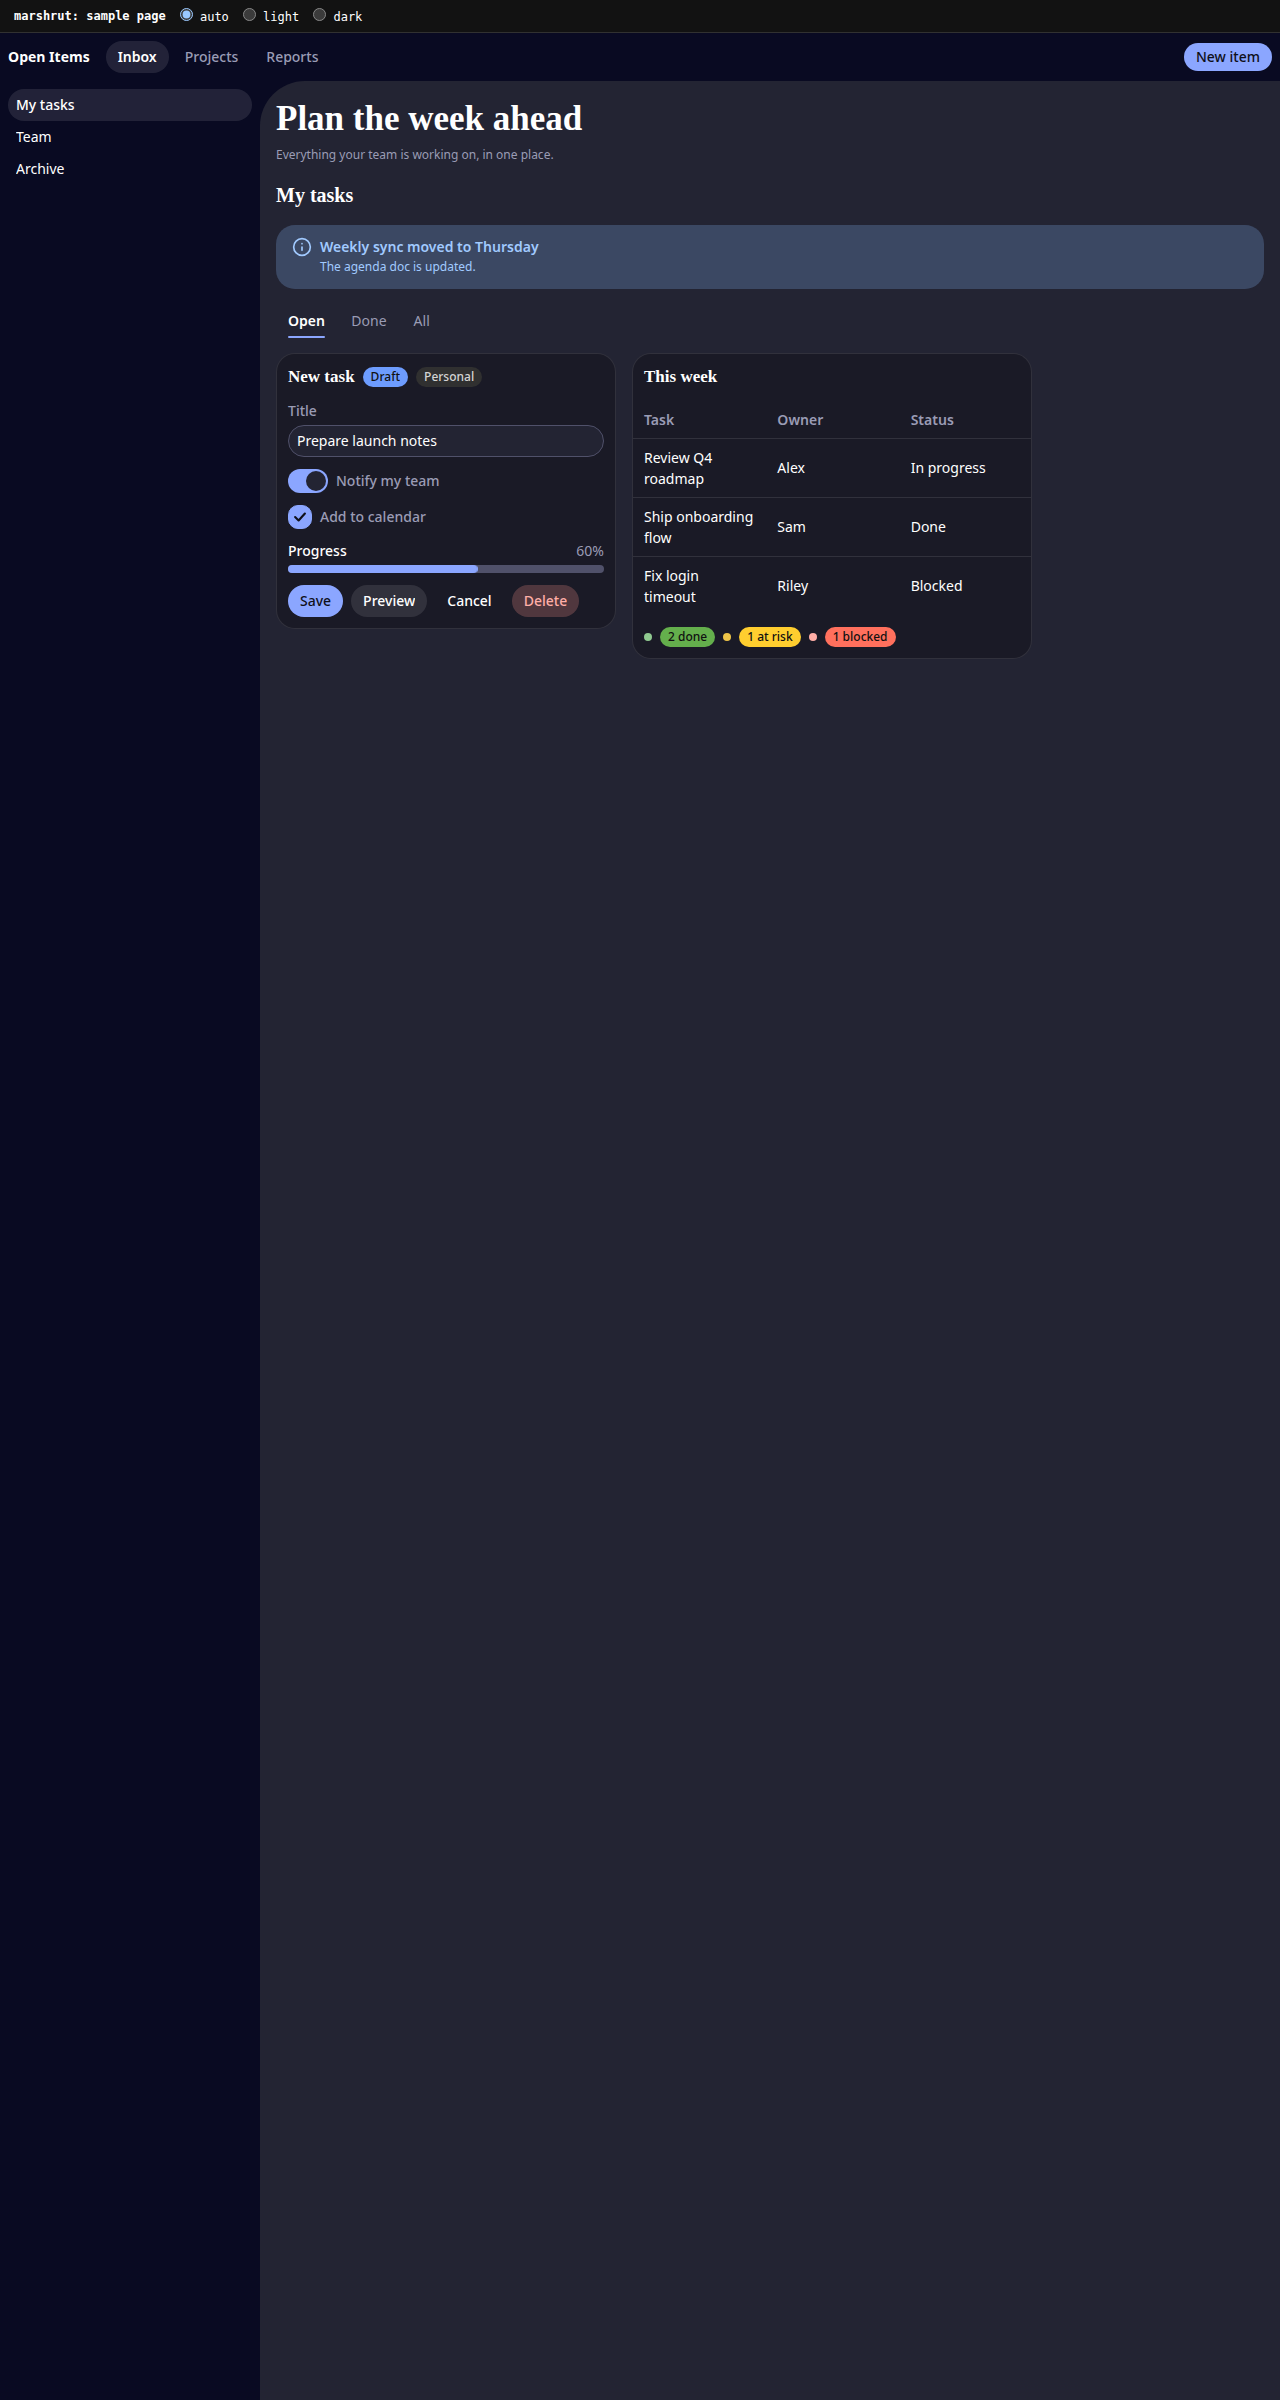 marshrut: sample page auto light dark
Open Items Inbox Projects Reports New item
My tasks
Team
Archive
Plan the week ahead
Everything your team is working on, in one place.
My tasks
Weekly sync moved to Thursday
The agenda doc is updated.
Open Done All
New task Draft Personal
Title
Prepare launch notes
Notify my team
Add to calendar
Progress 60%
Save Preview Cancel Delete
This week
Task Owner Status
Review Q4 roadmap Alex In progress
Ship onboarding flow Sam Done
Fix login timeout Riley Blocked
2 done 1 at risk 1 blocked